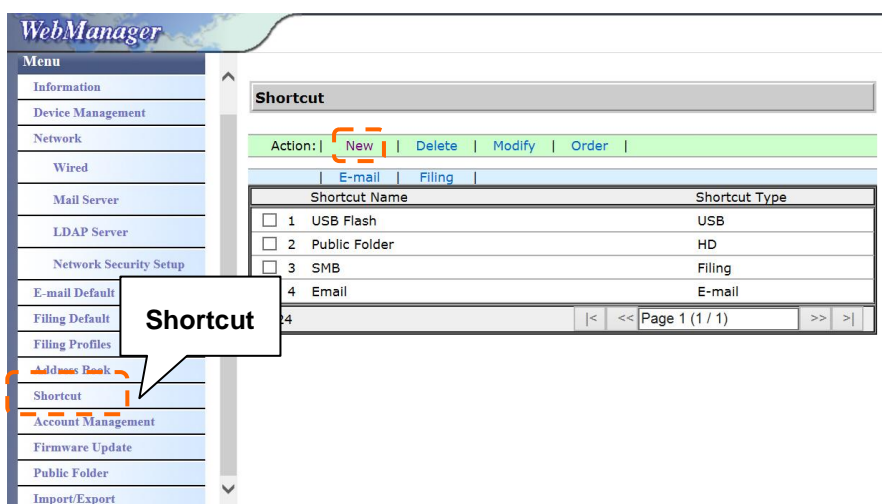 WebManager
Menu
Information
Device Management
Network
Wired
Mail Server
LDAP Server
Network Security Setup
E-mail Default
Filing Default
Filing Profiles
Address Book
Shortcut
Account Management
Firmware Update
Public Folder
Import/Export
Shortcut
Shortcut
Action:| New | Delete | Modify | Order |
| E-mail | Filing |
Shortcut Name Shortcut Type
1 USB Flash USB
2 Public Folder HD
3 SMB Filing
4 Email E-mail
24 |< << Page 1 (1 / 1) >> >|